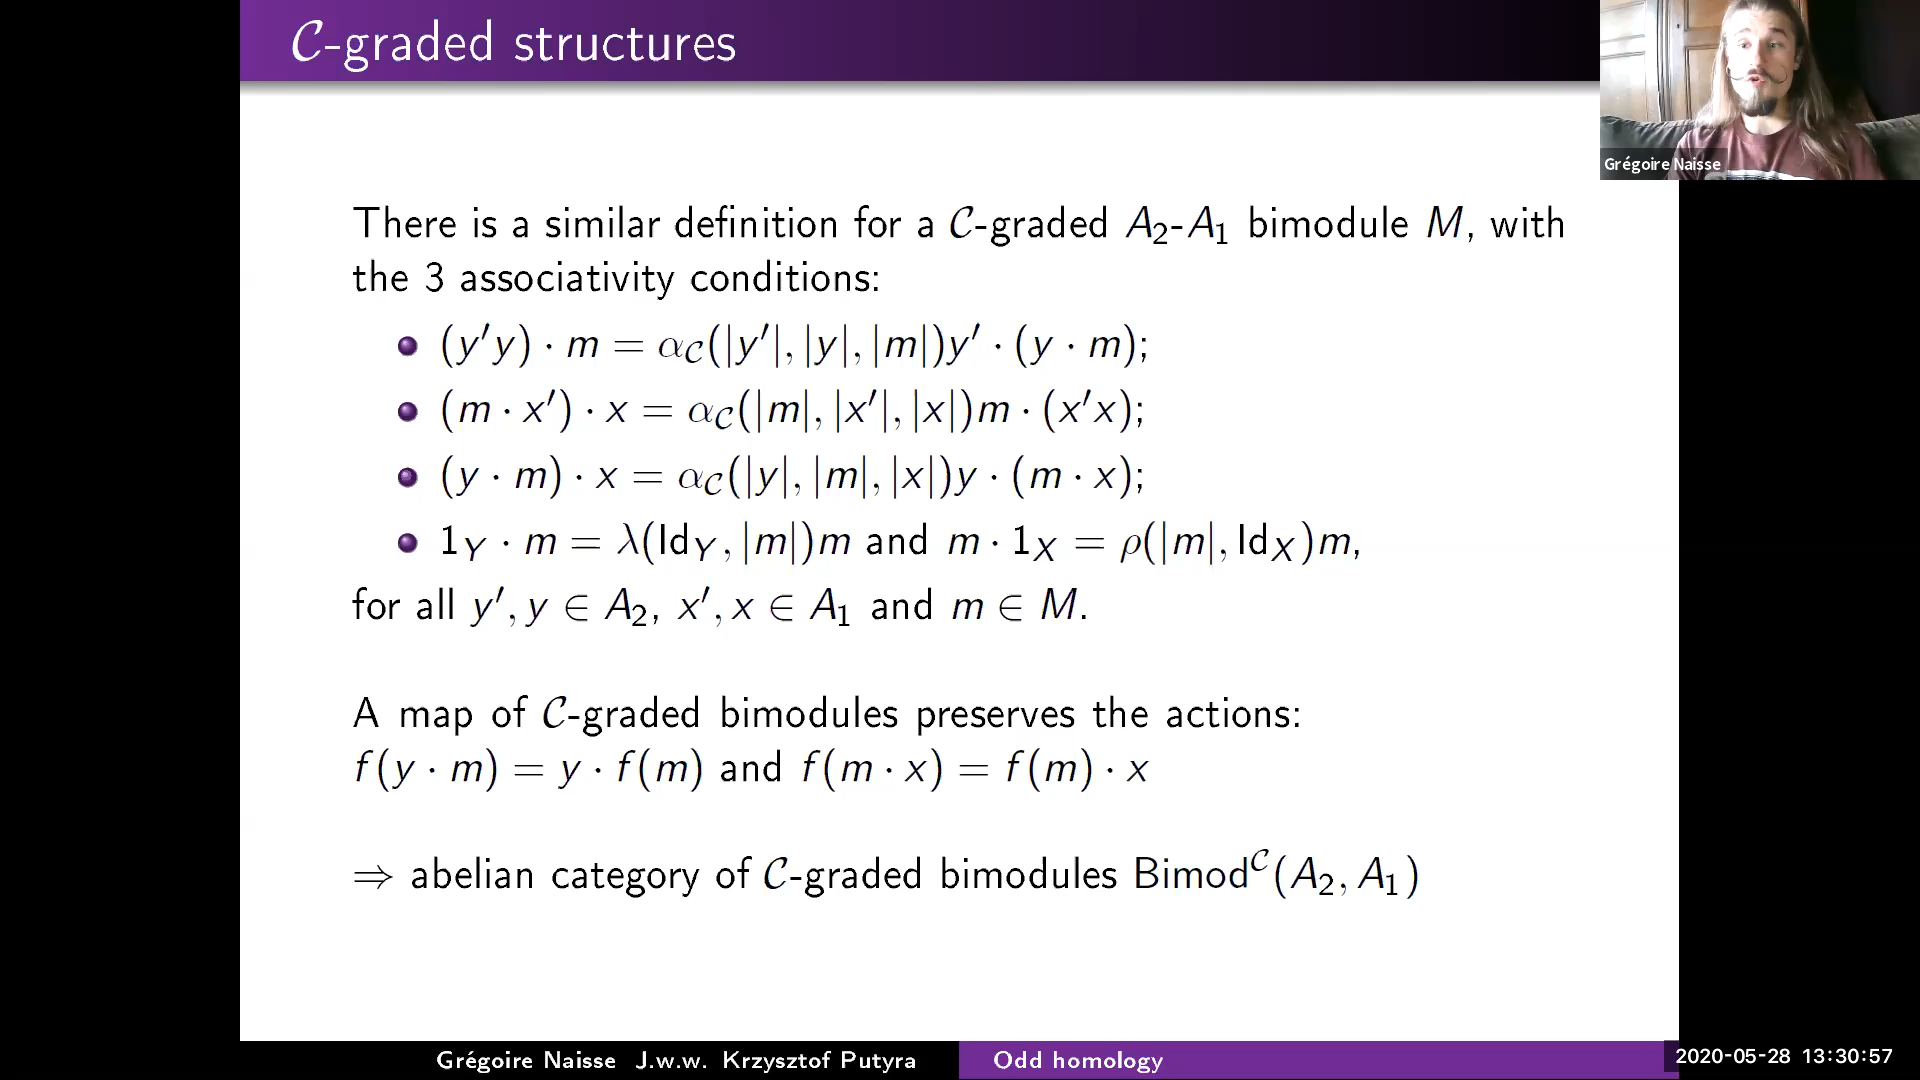 𝒞-graded structures
Grégoire Naisse
There is a similar definition for a 𝒞-graded A₂-A₁ bimodule M, with
the 3 associativity conditions:
• (y′y) · m = α_𝒞(|y′|, |y|, |m|)y′ · (y · m);
• (m · x′) · x = α_𝒞(|m|, |x′|, |x|)m · (x′x);
• (y · m) · x = α_𝒞(|y|, |m|, |x|)y · (m · x);
• 1_Y · m = λ(Id_Y, |m|)m and m · 1_X = ρ(|m|, Id_X)m,
for all y′, y ∈ A₂, x′, x ∈ A₁ and m ∈ M.
A map of 𝒞-graded bimodules preserves the actions:
f(y · m) = y · f(m) and f(m · x) = f(m) · x
⇒ abelian category of 𝒞-graded bimodules Bimod^𝒞(A₂, A₁)
Grégoire Naisse J.w.w. Krzysztof Putyra
Odd homology
2020-05-28 13:30:57